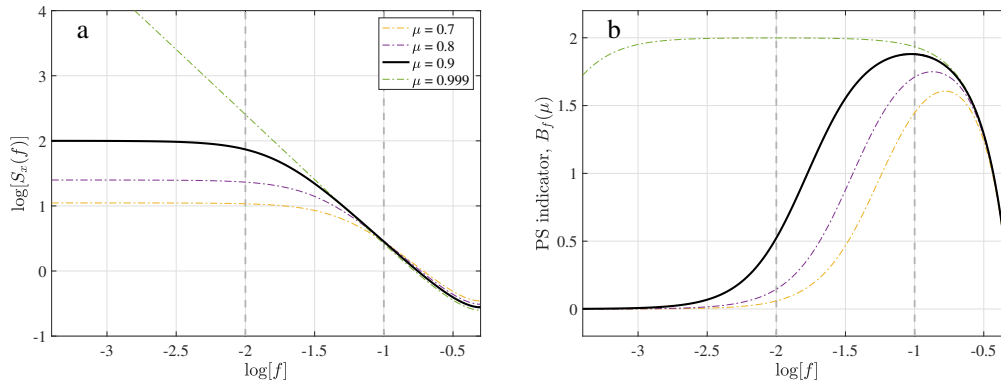 a
4
3
2
1
0
-1
log[S_x(f)]
-3
-2.5
-2
-1.5
-1
-0.5
log[f]
μ = 0.7
μ = 0.8
μ = 0.9
μ = 0.999
b
2
1.5
1
0.5
0
PS indicator, B_f(μ)
-3
-2.5
-2
-1.5
-1
-0.5
log[f]